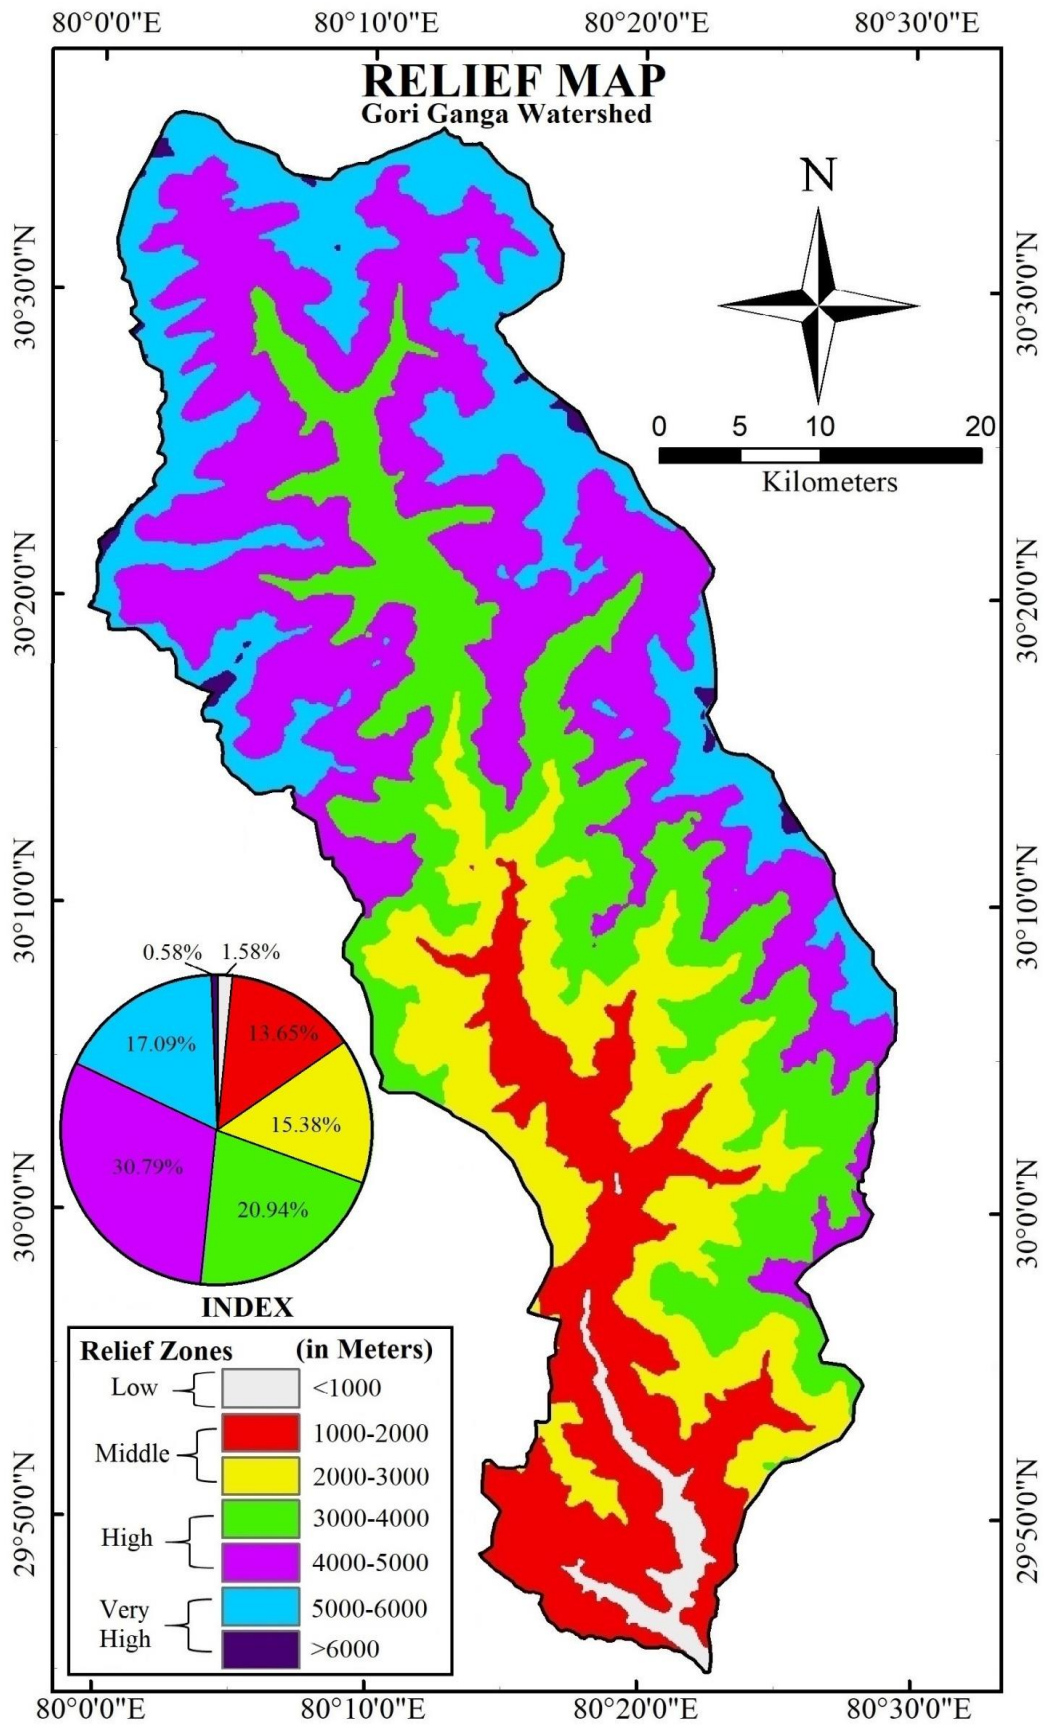 80°0'0"E 80°10'0"E 80°20'0"E 80°30'0"E
RELIEF MAP
Gori Ganga Watershed
N
30°30'0"N
30°30'0"N
0 5 10 20
Kilometers
30°20'0"N
30°20'0"N
30°10'0"N
30°10'0"N
0.58% 1.58%
17.09%
13.65%
15.38%
30.79%
20.94%
30°0'0"N
30°0'0"N
INDEX
Relief Zones (in Meters)
Low <1000
1000-2000
Middle
2000-3000
3000-4000
High
4000-5000
5000-6000
Very
High
>6000
29°50'0"N
29°50'0"N
80°0'0"E 80°10'0"E 80°20'0"E 80°30'0"E